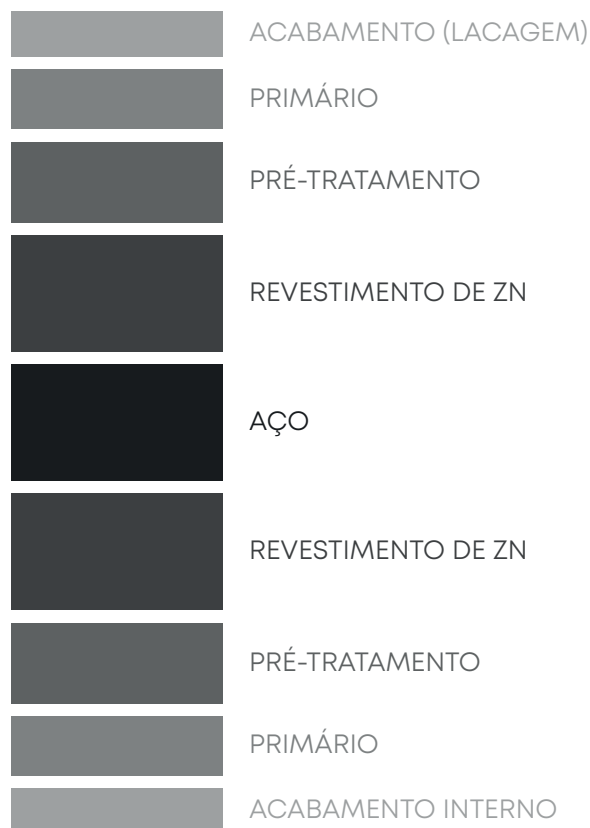 ACABAMENTO (LACAGEM)
PRIMÁRIO
PRÉ-TRATAMENTO
REVESTIMENTO DE ZN
AÇO
REVESTIMENTO DE ZN
PRÉ-TRATAMENTO
PRIMÁRIO
ACABAMENTO INTERNO